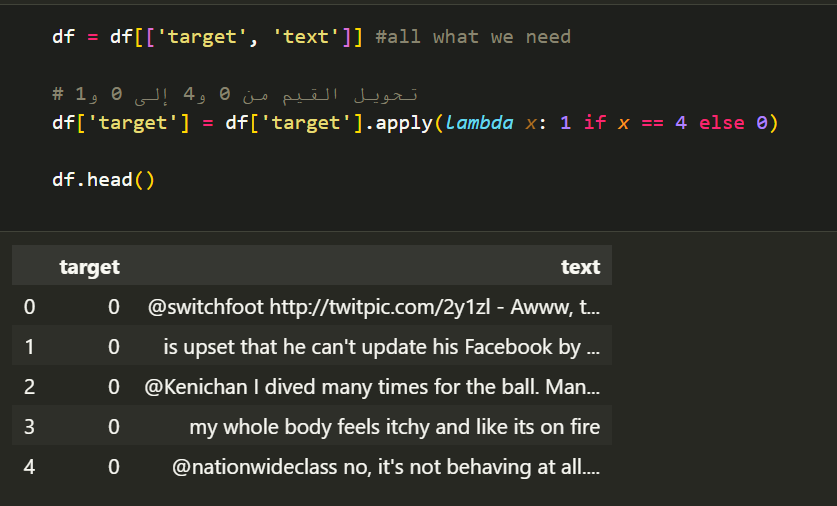 df = df[['target', 'text']] #all what we need
# تحويل القيم من 0 و4 إلى 0 و1
df['target'] = df['target'].apply(lambda x: 1 if x == 4 else 0)
df.head()
target text
0 0 @switchfoot http://twitpic.com/2y1zl - Awww, t...
1 0 is upset that he can't update his Facebook by ...
2 0 @Kenichan I dived many times for the ball. Man...
3 0 my whole body feels itchy and like its on fire
4 0 @nationwideclass no, it's not behaving at all....